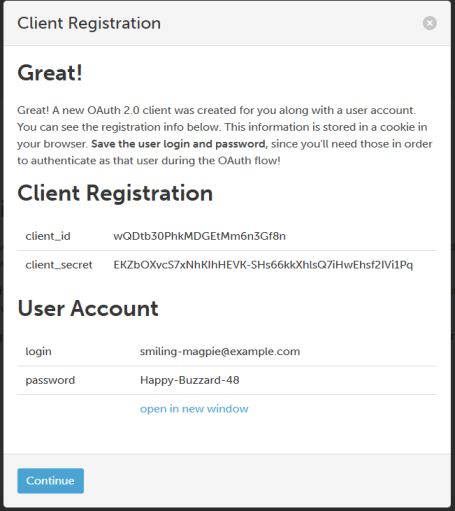 Client Registration
Great!
Great! A new OAuth 2.0 client was created for you along with a user account.
You can see the registration info below. This information is stored in a cookie in
your browser. Save the user login and password, since you'll need those in order
to authenticate as that user during the OAuth flow!
Client Registration
client_id wQDtb30PhkMDGEtMm6n3Gf8n
client_secret EKZbOXvcS7xNhKIhHEVK-SHs66kkXhlsQ7iHwEhsf2IVi1Pq
User Account
login smiling-magpie@example.com
password Happy-Buzzard-48
open in new window
Continue